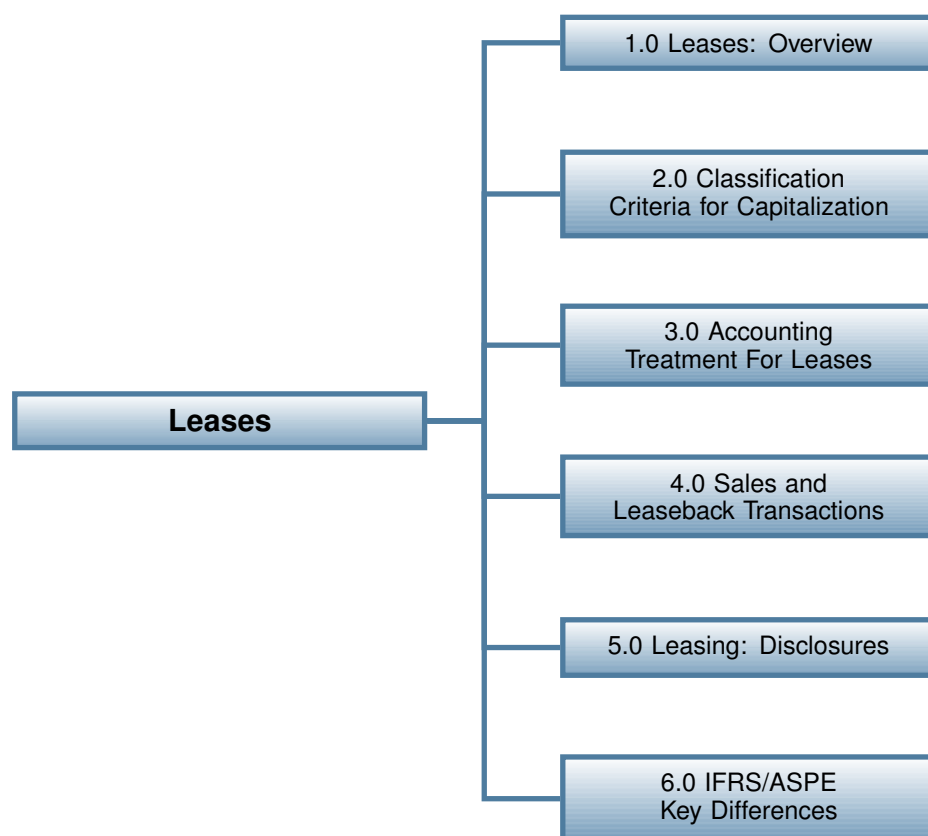 1.0 Leases: Overview
2.0 Classification
Criteria for Capitalization
3.0 Accounting
Treatment For Leases
Leases
4.0 Sales and
Leaseback Transactions
5.0 Leasing: Disclosures
6.0 IFRS/ASPE
Key Differences